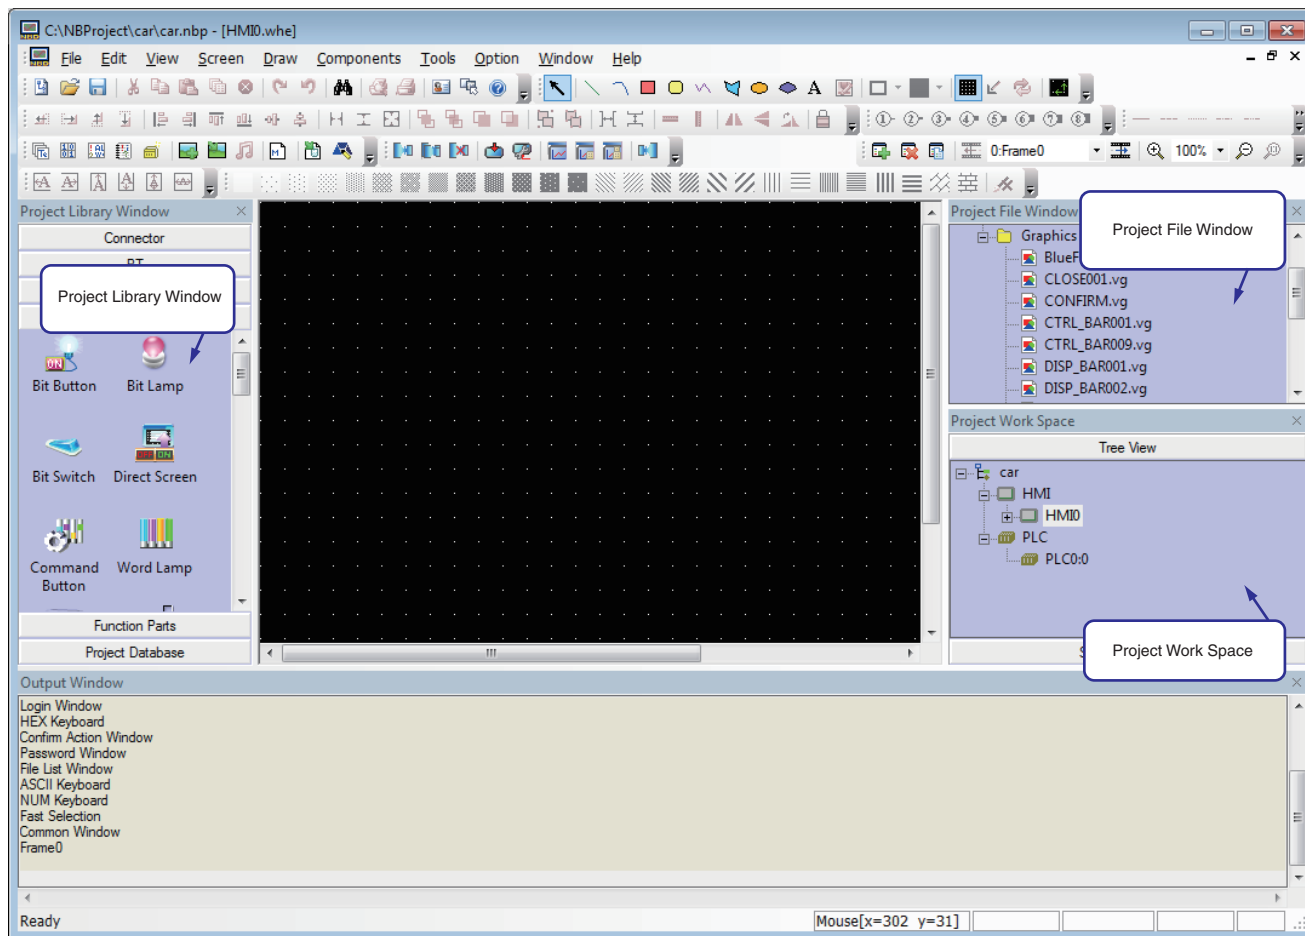 C:\NBProject\car\car.nbp - [HMI0.whe]
File Edit View Screen Draw Components Tools Option Window Help
0:Frame0 100%
Project Library Window
Connector
Project Library Window
Bit Button Bit Lamp
Bit Switch Direct Screen
Command Button Word Lamp
Function Parts
Project Database
Project File Window
Project File Window
Graphics
CLOSE001.vg
CONFIRM.vg
CTRL_BAR001.vg
CTRL_BAR009.vg
DISP_BAR001.vg
DISP_BAR002.vg
Project Work Space
Tree View
car
HMI
HMI0
PLC
PLC0:0
Project Work Space
Output Window
Login Window
HEX Keyboard
Confirm Action Window
Password Window
File List Window
ASCII Keyboard
NUM Keyboard
Fast Selection
Common Window
Frame0
Ready Mouse[x=302 y=31]